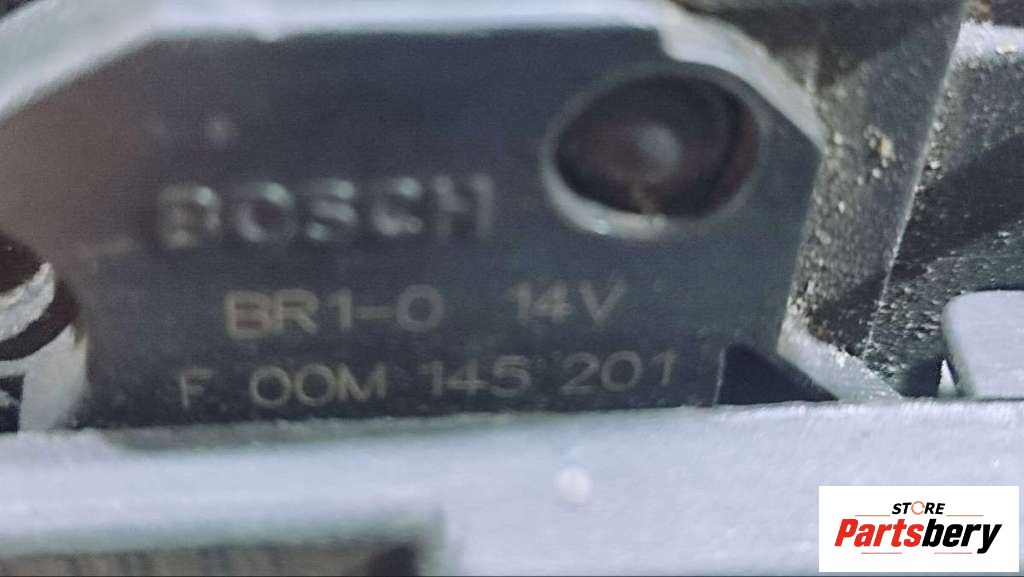 BOSCH
BR1-0 14V
F 00M 145 201
STORE
Partsbery